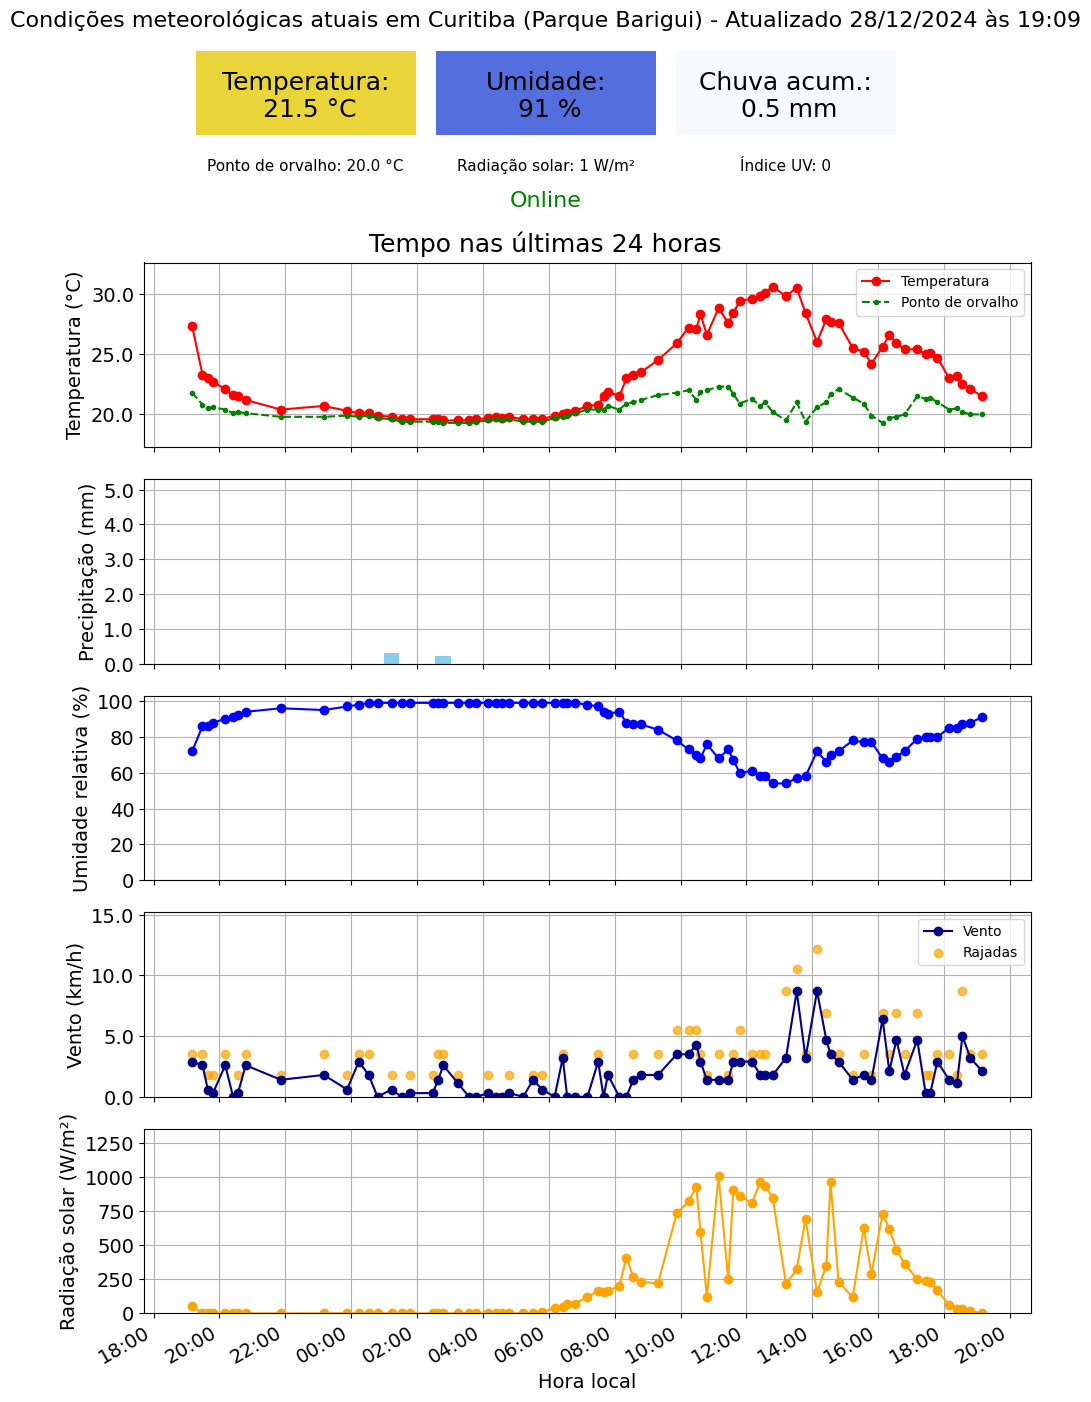 Condições meteorológicas atuais em Curitiba (Parque Barigui) - Atualizado 28/12/2024 às 19:09
Temperatura:
21.5 °C
Umidade:
91 %
Chuva acum.:
0.5 mm
Ponto de orvalho: 20.0 °C
Radiação solar: 1 W/m²
Índice UV: 0
Online
Tempo nas últimas 24 horas
Temperatura (°C)
30.0
25.0
20.0
Temperatura
Ponto de orvalho
Precipitação (mm)
5.0
4.0
3.0
2.0
1.0
0.0
Umidade relativa (%)
100
80
60
40
20
0
Vento (km/h)
15.0
10.0
5.0
0.0
Vento
Rajadas
Radiação solar (W/m²)
1250
1000
750
500
250
0
18:00 20:00 22:00 00:00 02:00 04:00 06:00 08:00 10:00 12:00 14:00 16:00 18:00 20:00
Hora local